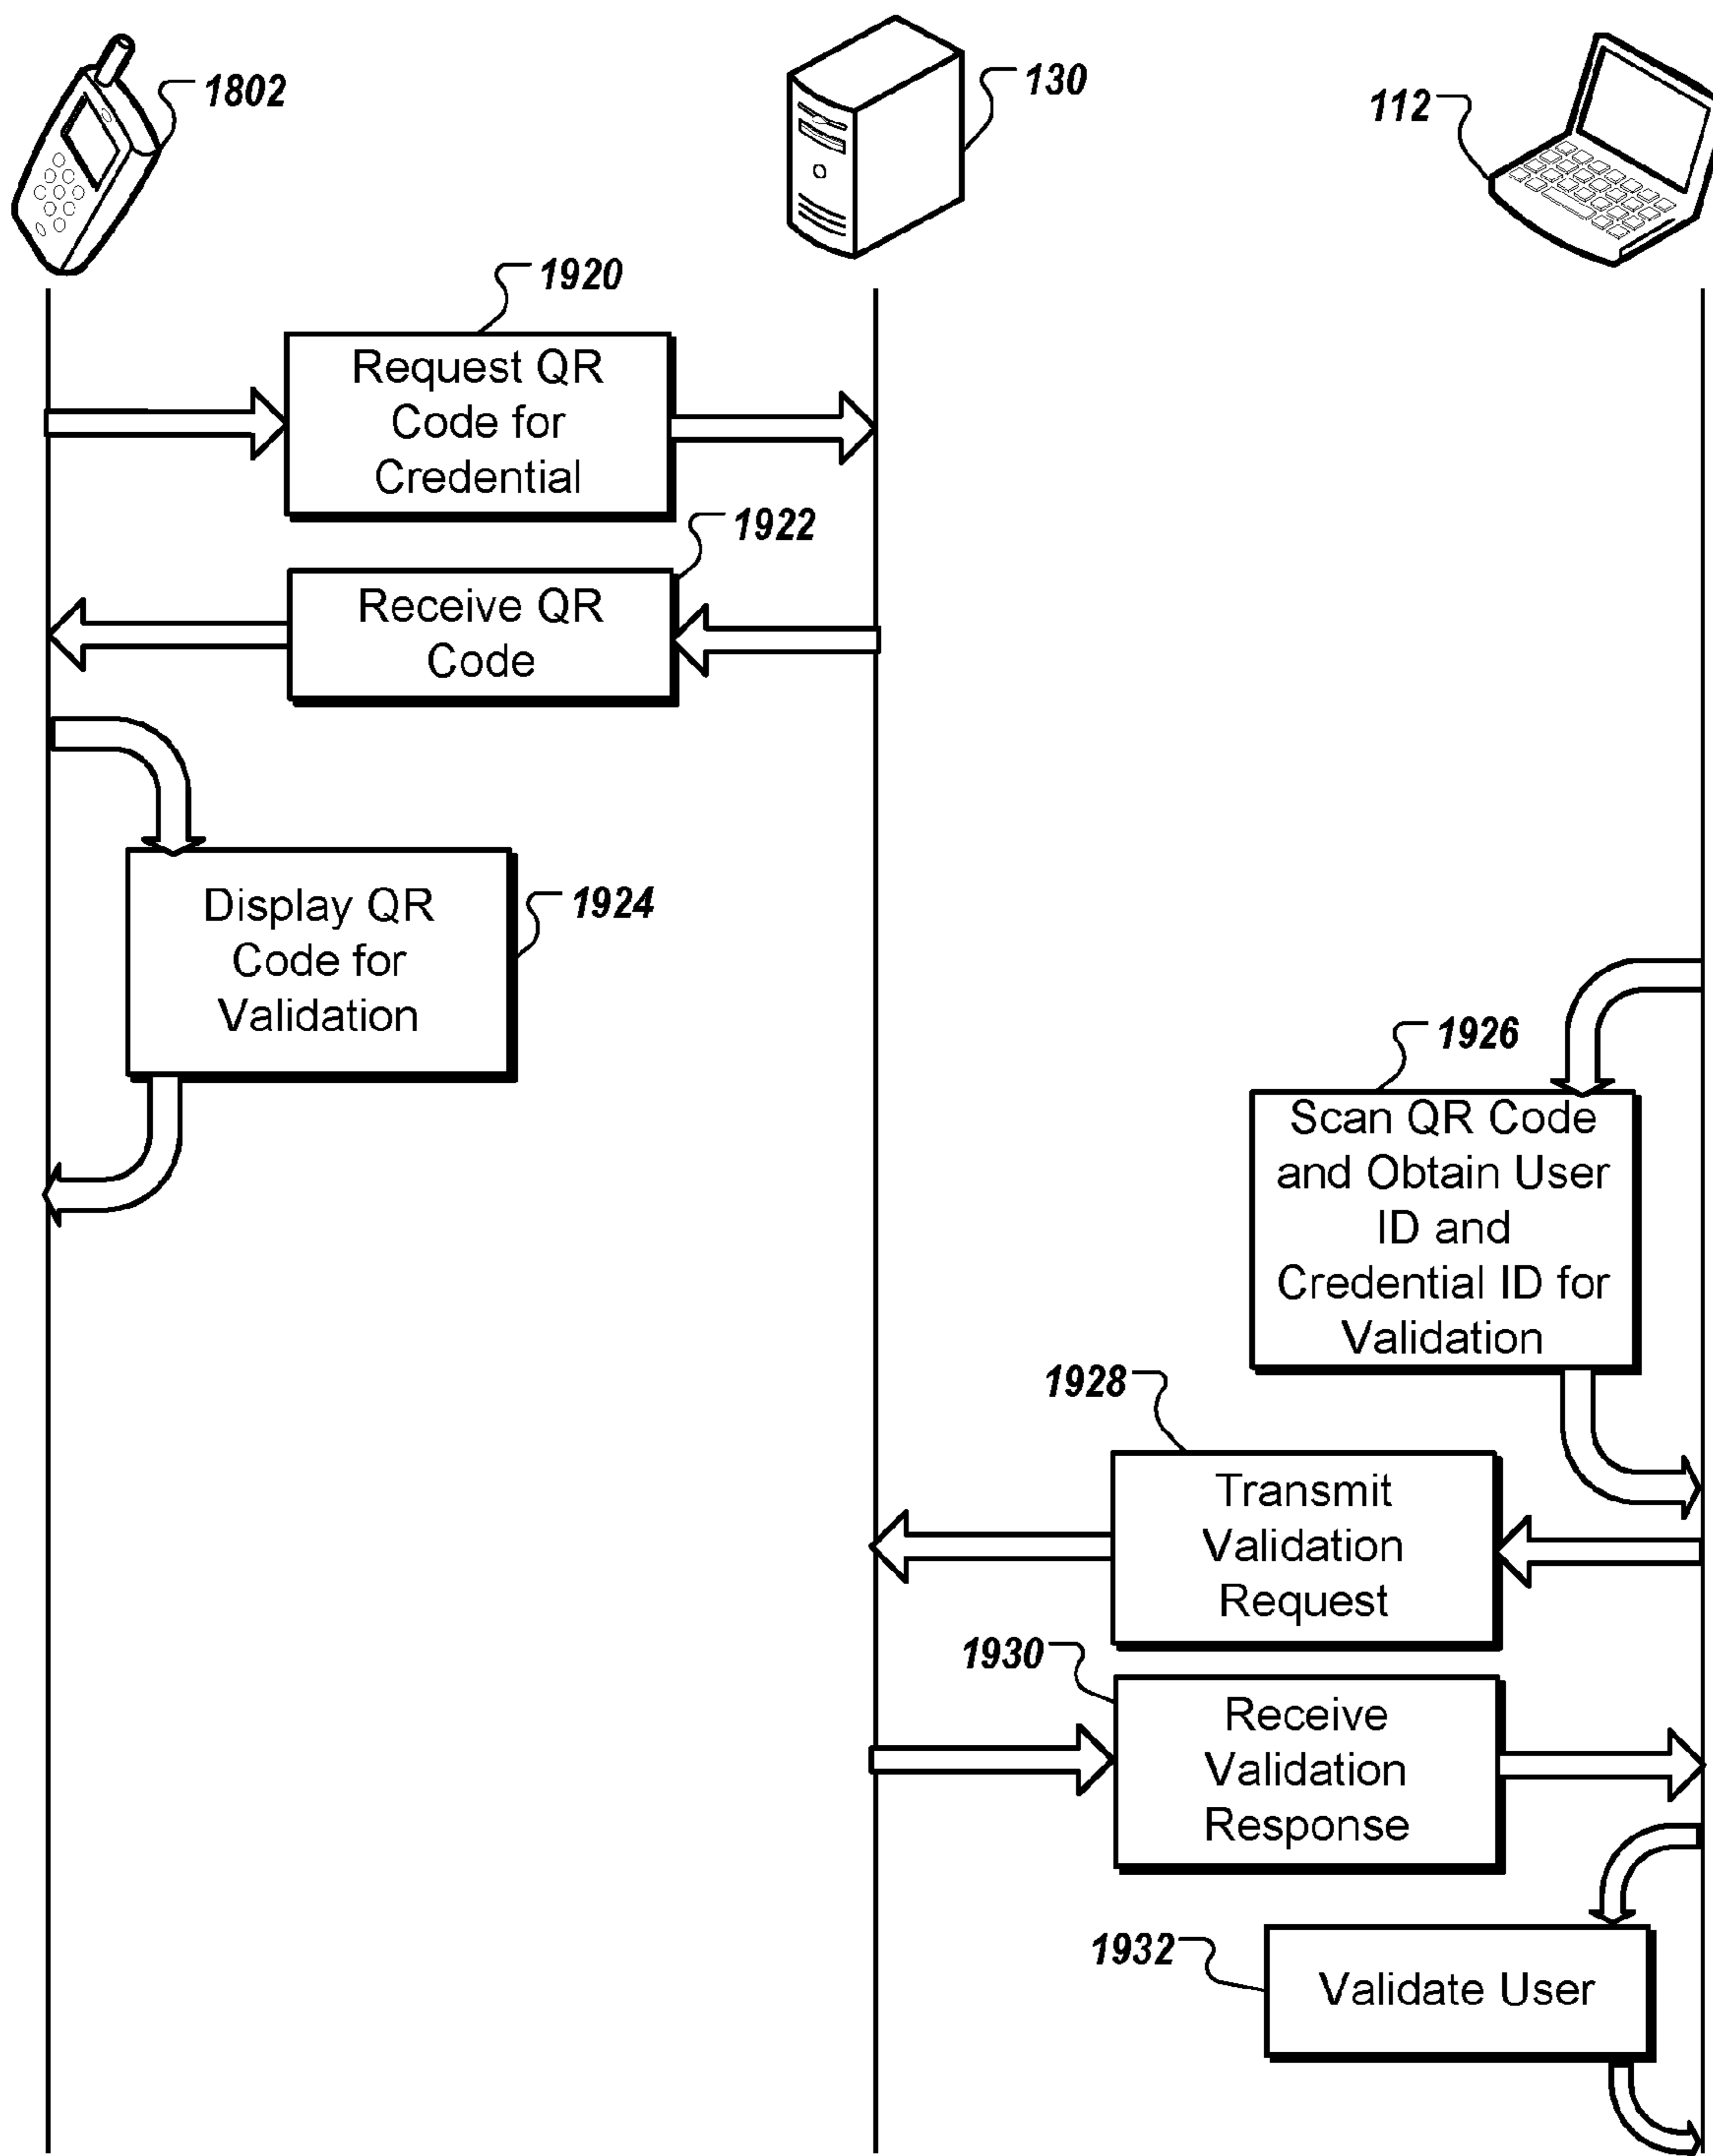 1802
130
112
1920
Request QR
Code for
Credential
1922
Receive QR
Code
Display QR
Code for
Validation
1924
1926
Scan QR Code
and Obtain User
ID and
Credential ID for
Validation
1928
Transmit
Validation
Request
1930
Receive
Validation
Response
1932
Validate User